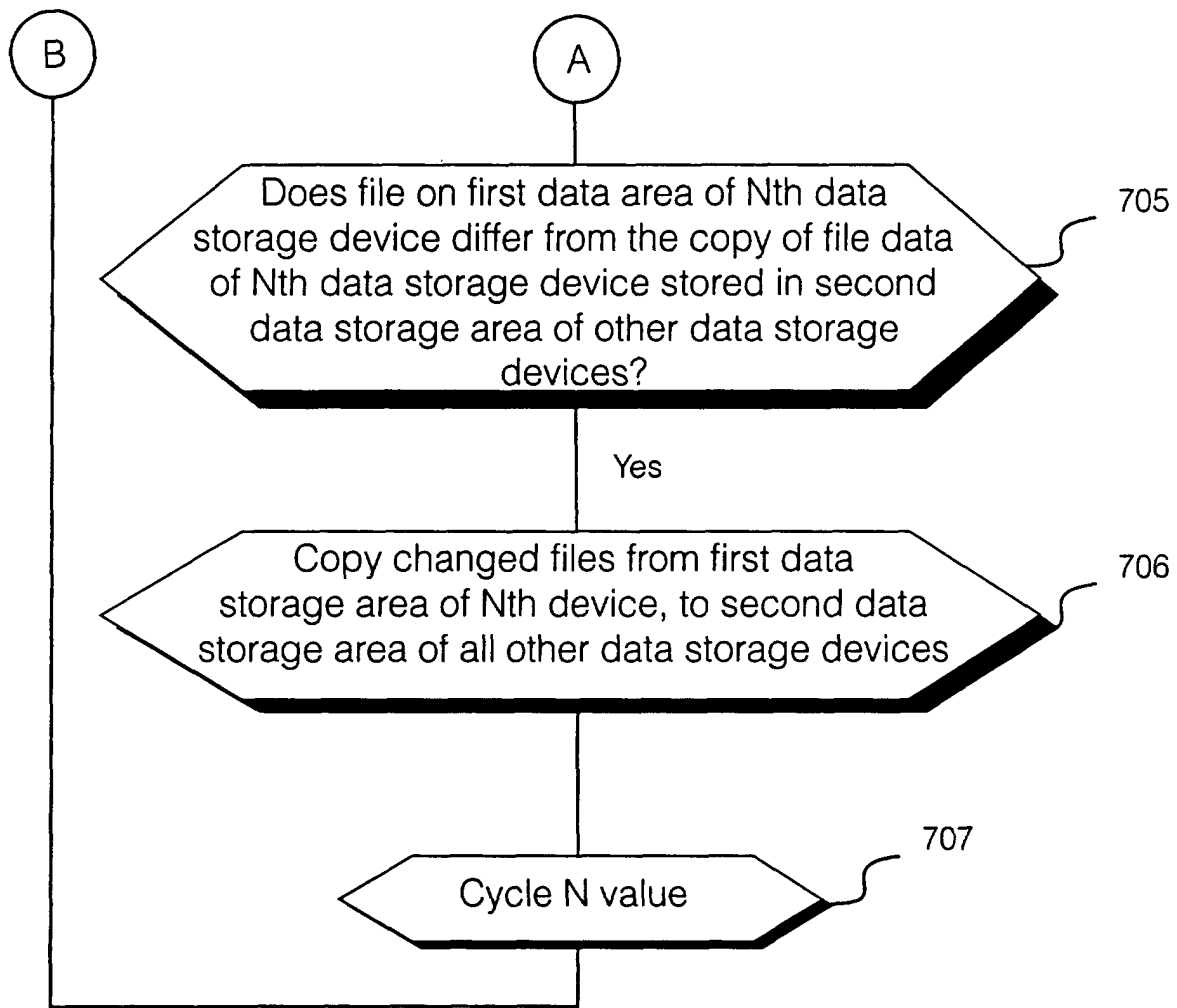 B
A
Does file on first data area of Nth data
storage device differ from the copy of file data
of Nth data storage device stored in second
data storage area of other data storage
devices?
705
Yes
Copy changed files from first data
storage area of Nth device, to second data
storage area of all other data storage devices
706
Cycle N value
707